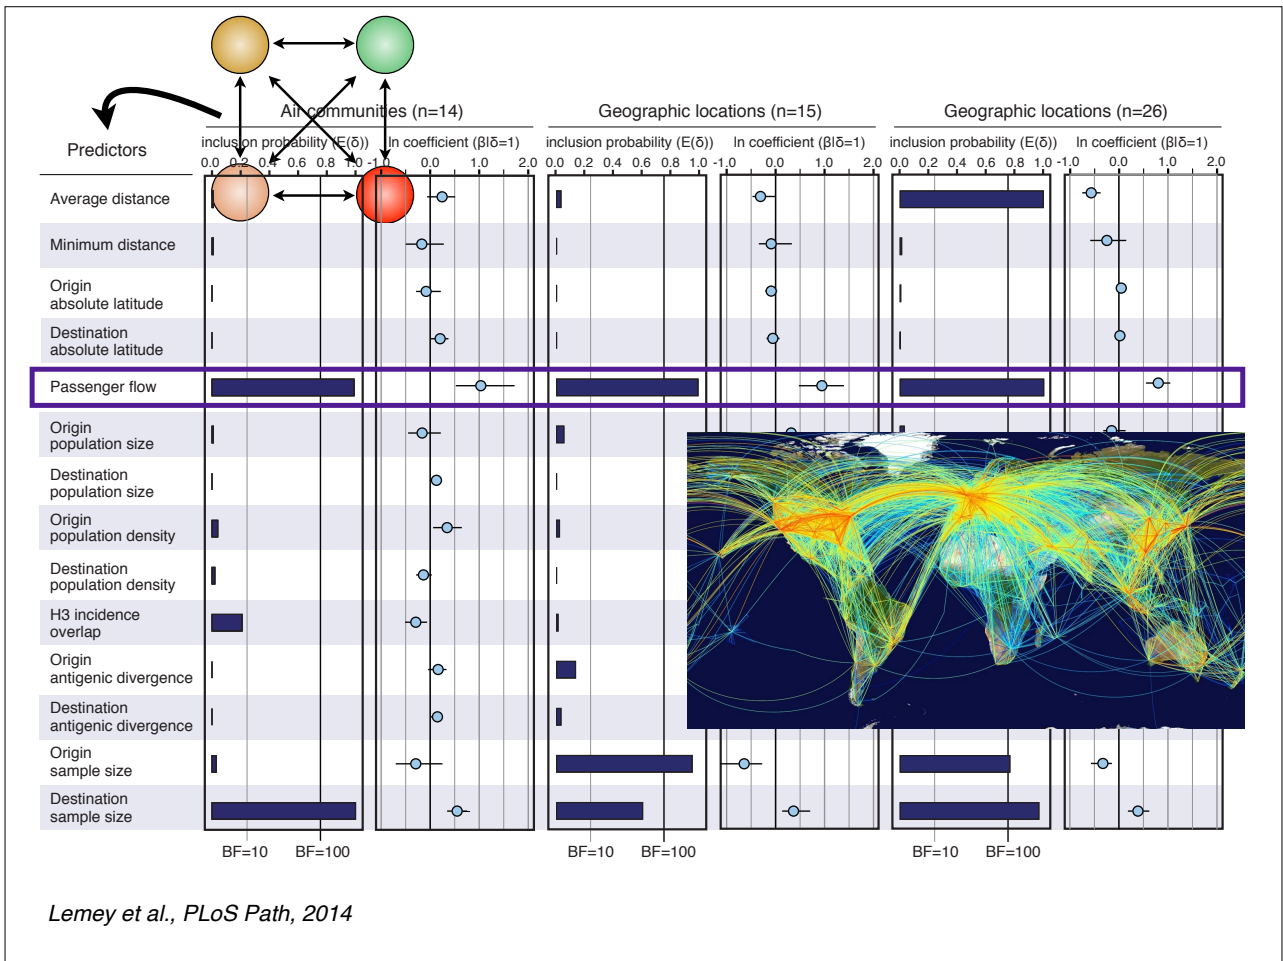 Air communities (n=14)
Geographic locations (n=15)
Geographic locations (n=26)
Predictors
inclusion probability (E(δ))
ln coefficient (β|δ=1)
inclusion probability (E(δ))
ln coefficient (β|δ=1)
inclusion probability (E(δ))
ln coefficient (β|δ=1)
0.0 0.2 0.4 0.6 0.8 1.0 -1.0 0.0 1.0 2.0
0.0 0.2 0.4 0.6 0.8 1.0 -1.0 0.0 1.0 2.0
0.0 0.2 0.4 0.6 0.8 1.0 -1.0 0.0 1.0 2.0
Average distance
Minimum distance
Origin
absolute latitude
Destination
absolute latitude
Passenger flow
Origin
population size
Destination
population size
Origin
population density
Destination
population density
H3 incidence
overlap
Origin
antigenic divergence
Destination
antigenic divergence
Origin
sample size
Destination
sample size
BF=10 BF=100
BF=10 BF=100
BF=10 BF=100
Lemey et al., PLoS Path, 2014